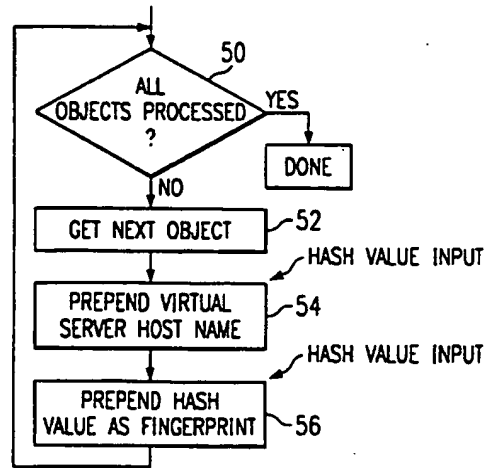 50
ALL
OBJECTS PROCESSED
?
YES
DONE
NO
GET NEXT OBJECT
52
HASH VALUE INPUT
PREPEND VIRTUAL
SERVER HOST NAME
54
HASH VALUE INPUT
PREPEND HASH
VALUE AS FINGERPRINT
56